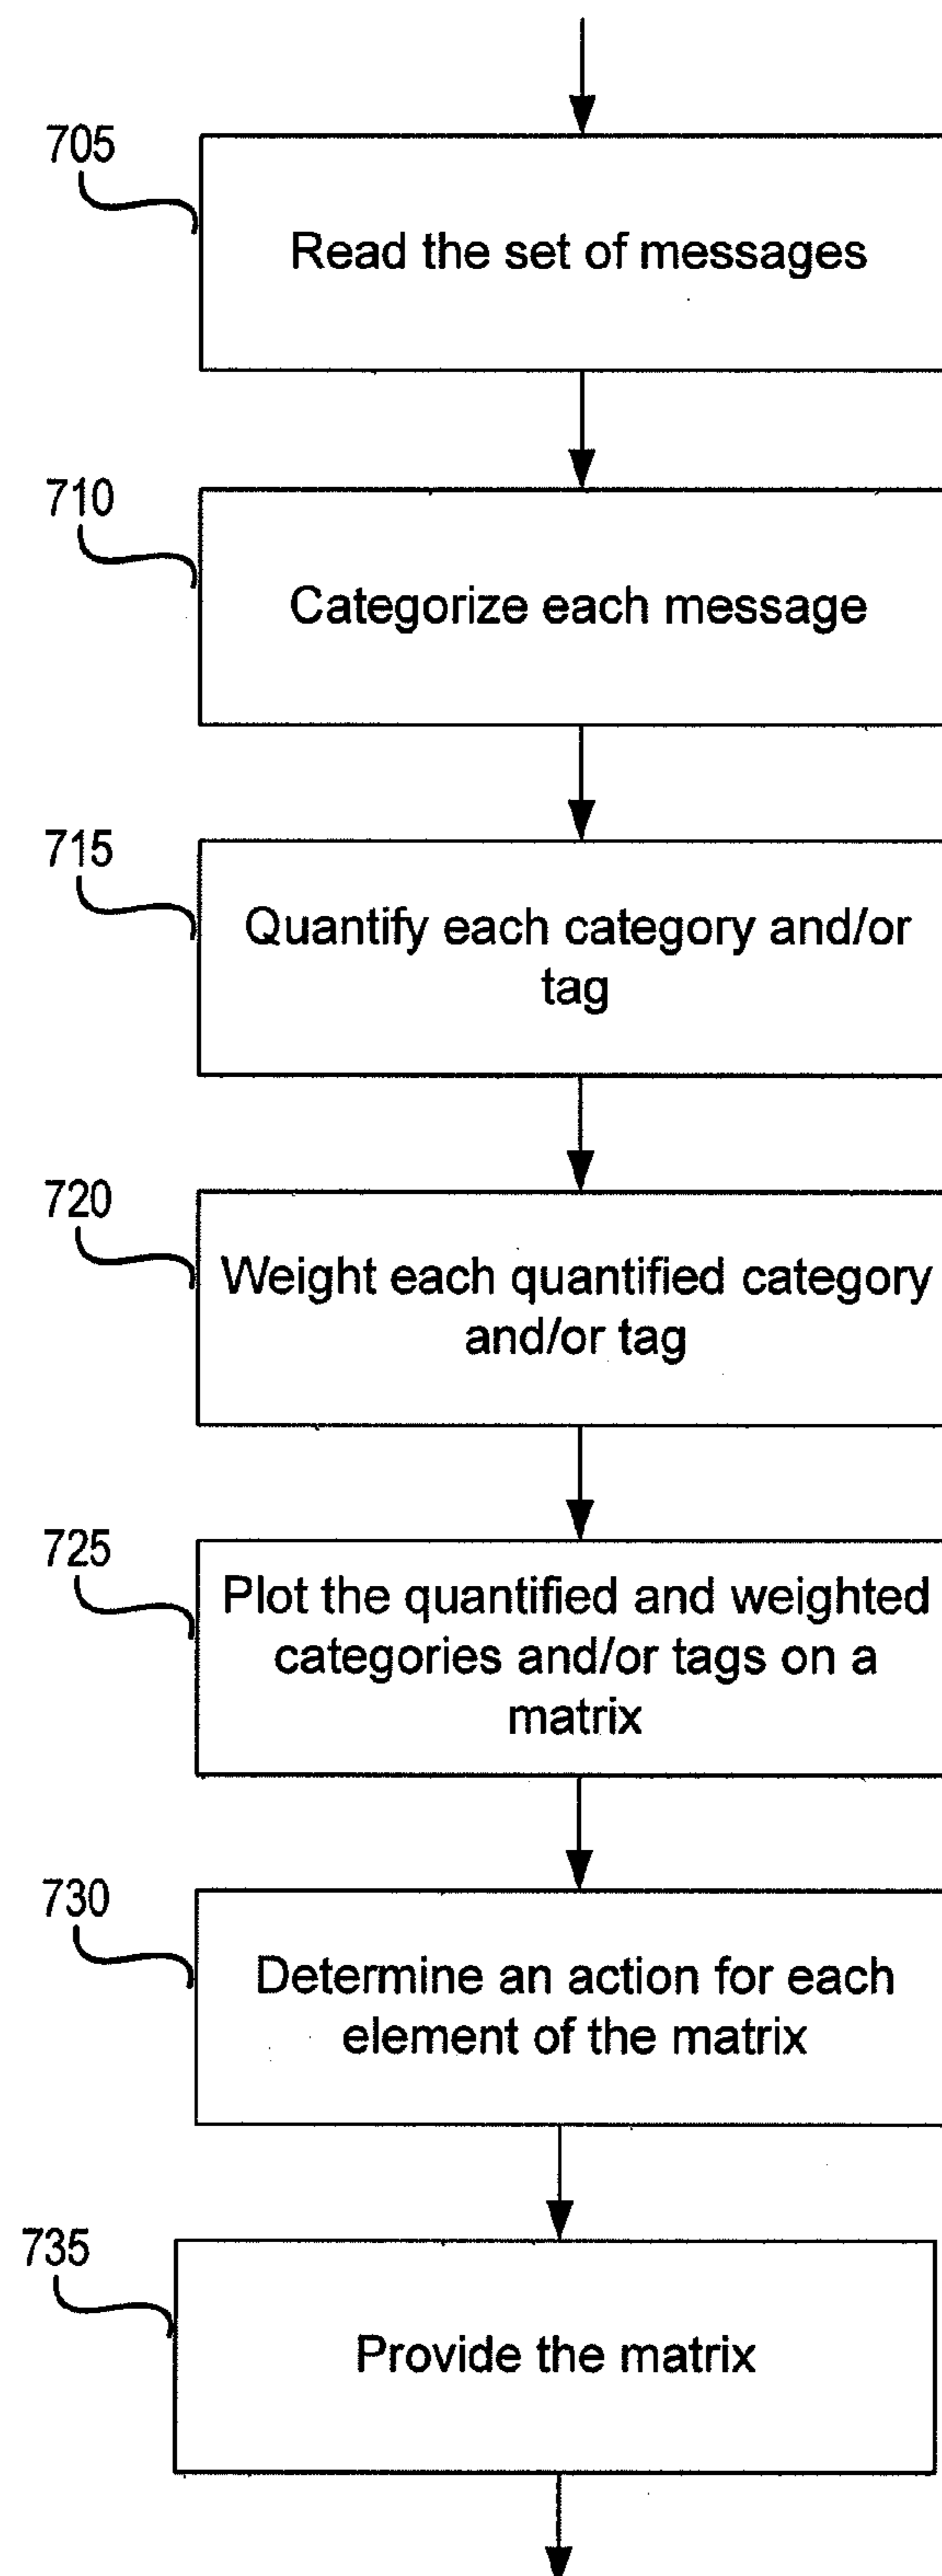 705
Read the set of messages
710
Categorize each message
715
Quantify each category and/or
tag
720
Weight each quantified category
and/or tag
725
Plot the quantified and weighted
categories and/or tags on a
matrix
730
Determine an action for each
element of the matrix
735
Provide the matrix